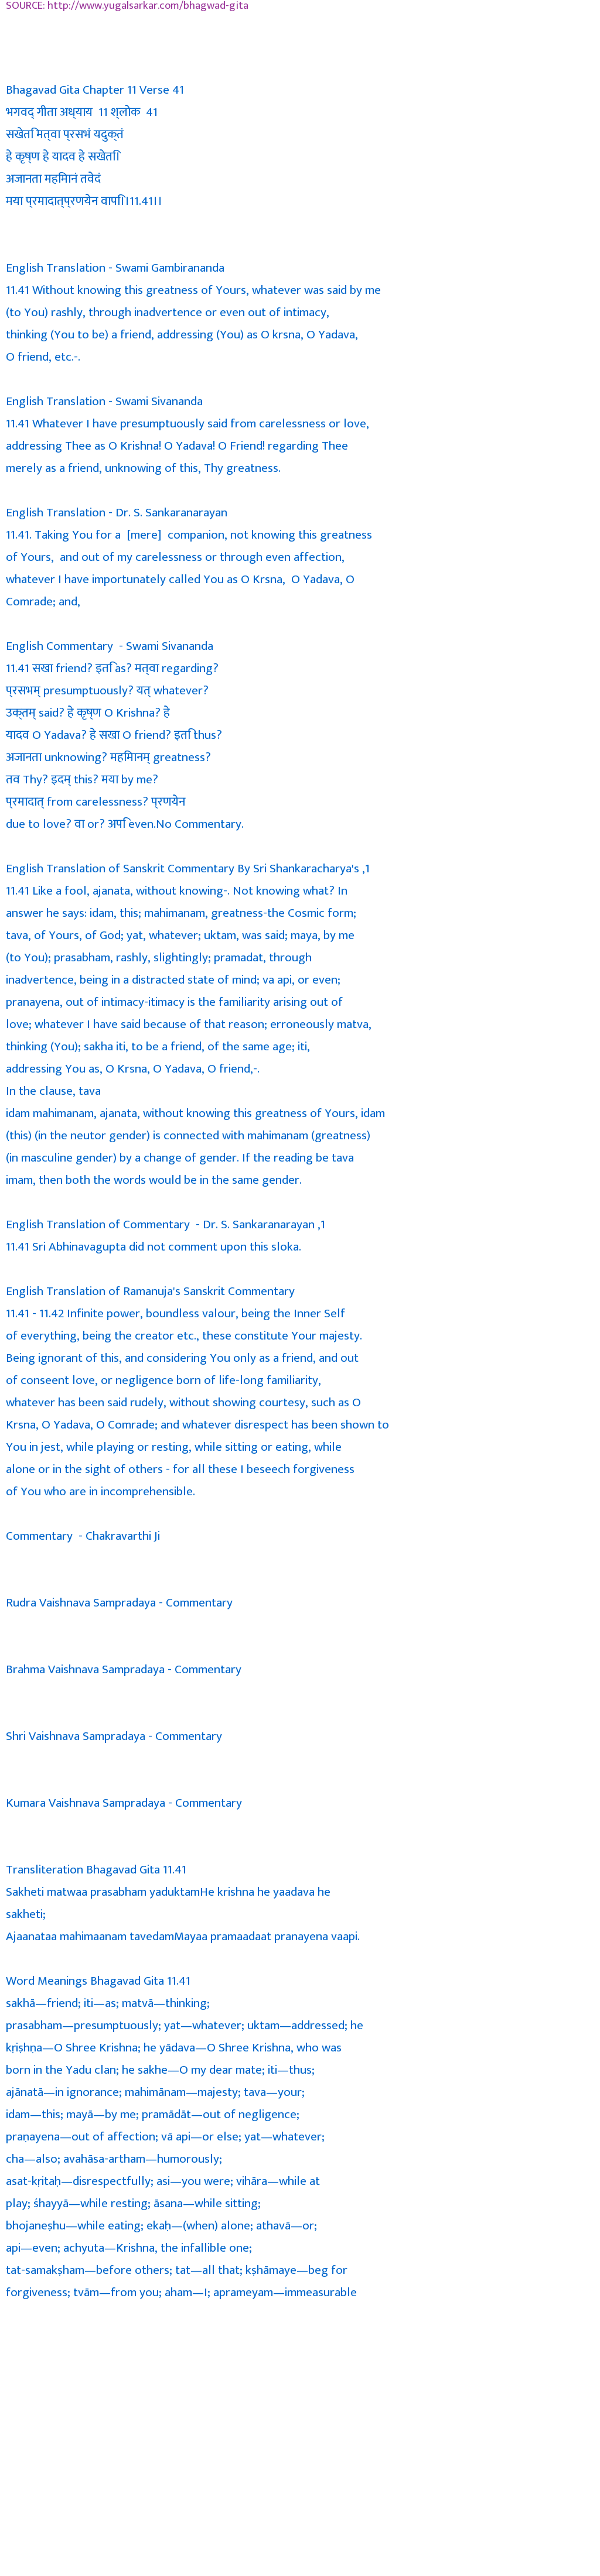 SOURCE: http://www.yugalsarkar.com/bhagwad-gita
Bhagavad Gita Chapter 11 Verse 41
भगवद् गीता अध्याय 11 श्लोक 41
सखेति मत्वा प्रसभं यदुक्तं
हे कृष्ण हे यादव हे सखेति।
अजानता महिमानं तवेदं
मया प्रमादात्प्रणयेन वापि।।11.41।।
English Translation - Swami Gambirananda
11.41 Without knowing this greatness of Yours, whatever was said by me
(to You) rashly, through inadvertence or even out of intimacy,
thinking (You to be) a friend, addressing (You) as O krsna, O Yadava,
O friend, etc.-.
English Translation - Swami Sivananda
11.41 Whatever I have presumptuously said from carelessness or love,
addressing Thee as O Krishna! O Yadava! O Friend! regarding Thee
merely as a friend, unknowing of this, Thy greatness.
English Translation - Dr. S. Sankaranarayan
11.41. Taking You for a [mere] companion, not knowing this greatness
of Yours, and out of my carelessness or through even affection,
whatever I have importunately called You as O Krsna, O Yadava, O
Comrade; and,
English Commentary - Swami Sivananda
11.41 सखा friend? इति as? मत्वा regarding?
प्रसभम् presumptuously? यत् whatever?
उक्तम् said? हे कृष्ण O Krishna? हे
यादव O Yadava? हे सखा O friend? इति thus?
अजानता unknowing? महिमानम् greatness?
तव Thy? इदम् this? मया by me?
प्रमादात् from carelessness? प्रणयेन
due to love? वा or? अपि even.No Commentary.
English Translation of Sanskrit Commentary By Sri Shankaracharya's ,1
11.41 Like a fool, ajanata, without knowing-. Not knowing what? In
answer he says: idam, this; mahimanam, greatness-the Cosmic form;
tava, of Yours, of God; yat, whatever; uktam, was said; maya, by me
(to You); prasabham, rashly, slightingly; pramadat, through
inadvertence, being in a distracted state of mind; va api, or even;
pranayena, out of intimacy-itimacy is the familiarity arising out of
love; whatever I have said because of that reason; erroneously matva,
thinking (You); sakha iti, to be a friend, of the same age; iti,
addressing You as, O Krsna, O Yadava, O friend,-.
In the clause, tava
idam mahimanam, ajanata, without knowing this greatness of Yours, idam
(this) (in the neutor gender) is connected with mahimanam (greatness)
(in masculine gender) by a change of gender. If the reading be tava
imam, then both the words would be in the same gender.
English Translation of Commentary - Dr. S. Sankaranarayan ,1
11.41 Sri Abhinavagupta did not comment upon this sloka.
English Translation of Ramanuja's Sanskrit Commentary
11.41 - 11.42 Infinite power, boundless valour, being the Inner Self
of everything, being the creator etc., these constitute Your majesty.
Being ignorant of this, and considering You only as a friend, and out
of conseent love, or negligence born of life-long familiarity,
whatever has been said rudely, without showing courtesy, such as O
Krsna, O Yadava, O Comrade; and whatever disrespect has been shown to
You in jest, while playing or resting, while sitting or eating, while
alone or in the sight of others - for all these I beseech forgiveness
of You who are in incomprehensible.
Commentary - Chakravarthi Ji
Rudra Vaishnava Sampradaya - Commentary
Brahma Vaishnava Sampradaya - Commentary
Shri Vaishnava Sampradaya - Commentary
Kumara Vaishnava Sampradaya - Commentary
Transliteration Bhagavad Gita 11.41
Sakheti matwaa prasabham yaduktamHe krishna he yaadava he
sakheti;
Ajaanataa mahimaanam tavedamMayaa pramaadaat pranayena vaapi.
Word Meanings Bhagavad Gita 11.41
sakhā—friend; iti—as; matvā—thinking;
prasabham—presumptuously; yat—whatever; uktam—addressed; he
kṛiṣhṇa—O Shree Krishna; he yādava—O Shree Krishna, who was
born in the Yadu clan; he sakhe—O my dear mate; iti—thus;
ajānatā—in ignorance; mahimānam—majesty; tava—your;
idam—this; mayā—by me; pramādāt—out of negligence;
praṇayena—out of affection; vā api—or else; yat—whatever;
cha—also; avahāsa-artham—humorously;
asat-kṛitaḥ—disrespectfully; asi—you were; vihāra—while at
play; śhayyā—while resting; āsana—while sitting;
bhojaneṣhu—while eating; ekaḥ—(when) alone; athavā—or;
api—even; achyuta—Krishna, the infallible one;
tat-samakṣham—before others; tat—all that; kṣhāmaye—beg for
forgiveness; tvām—from you; aham—I; aprameyam—immeasurable